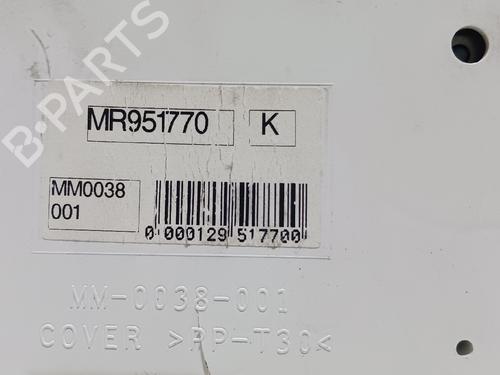 B-PARTS
MR951770 K
MM0038
001
0 000129 517700
MM-0038-001
COVER >PP-T30<